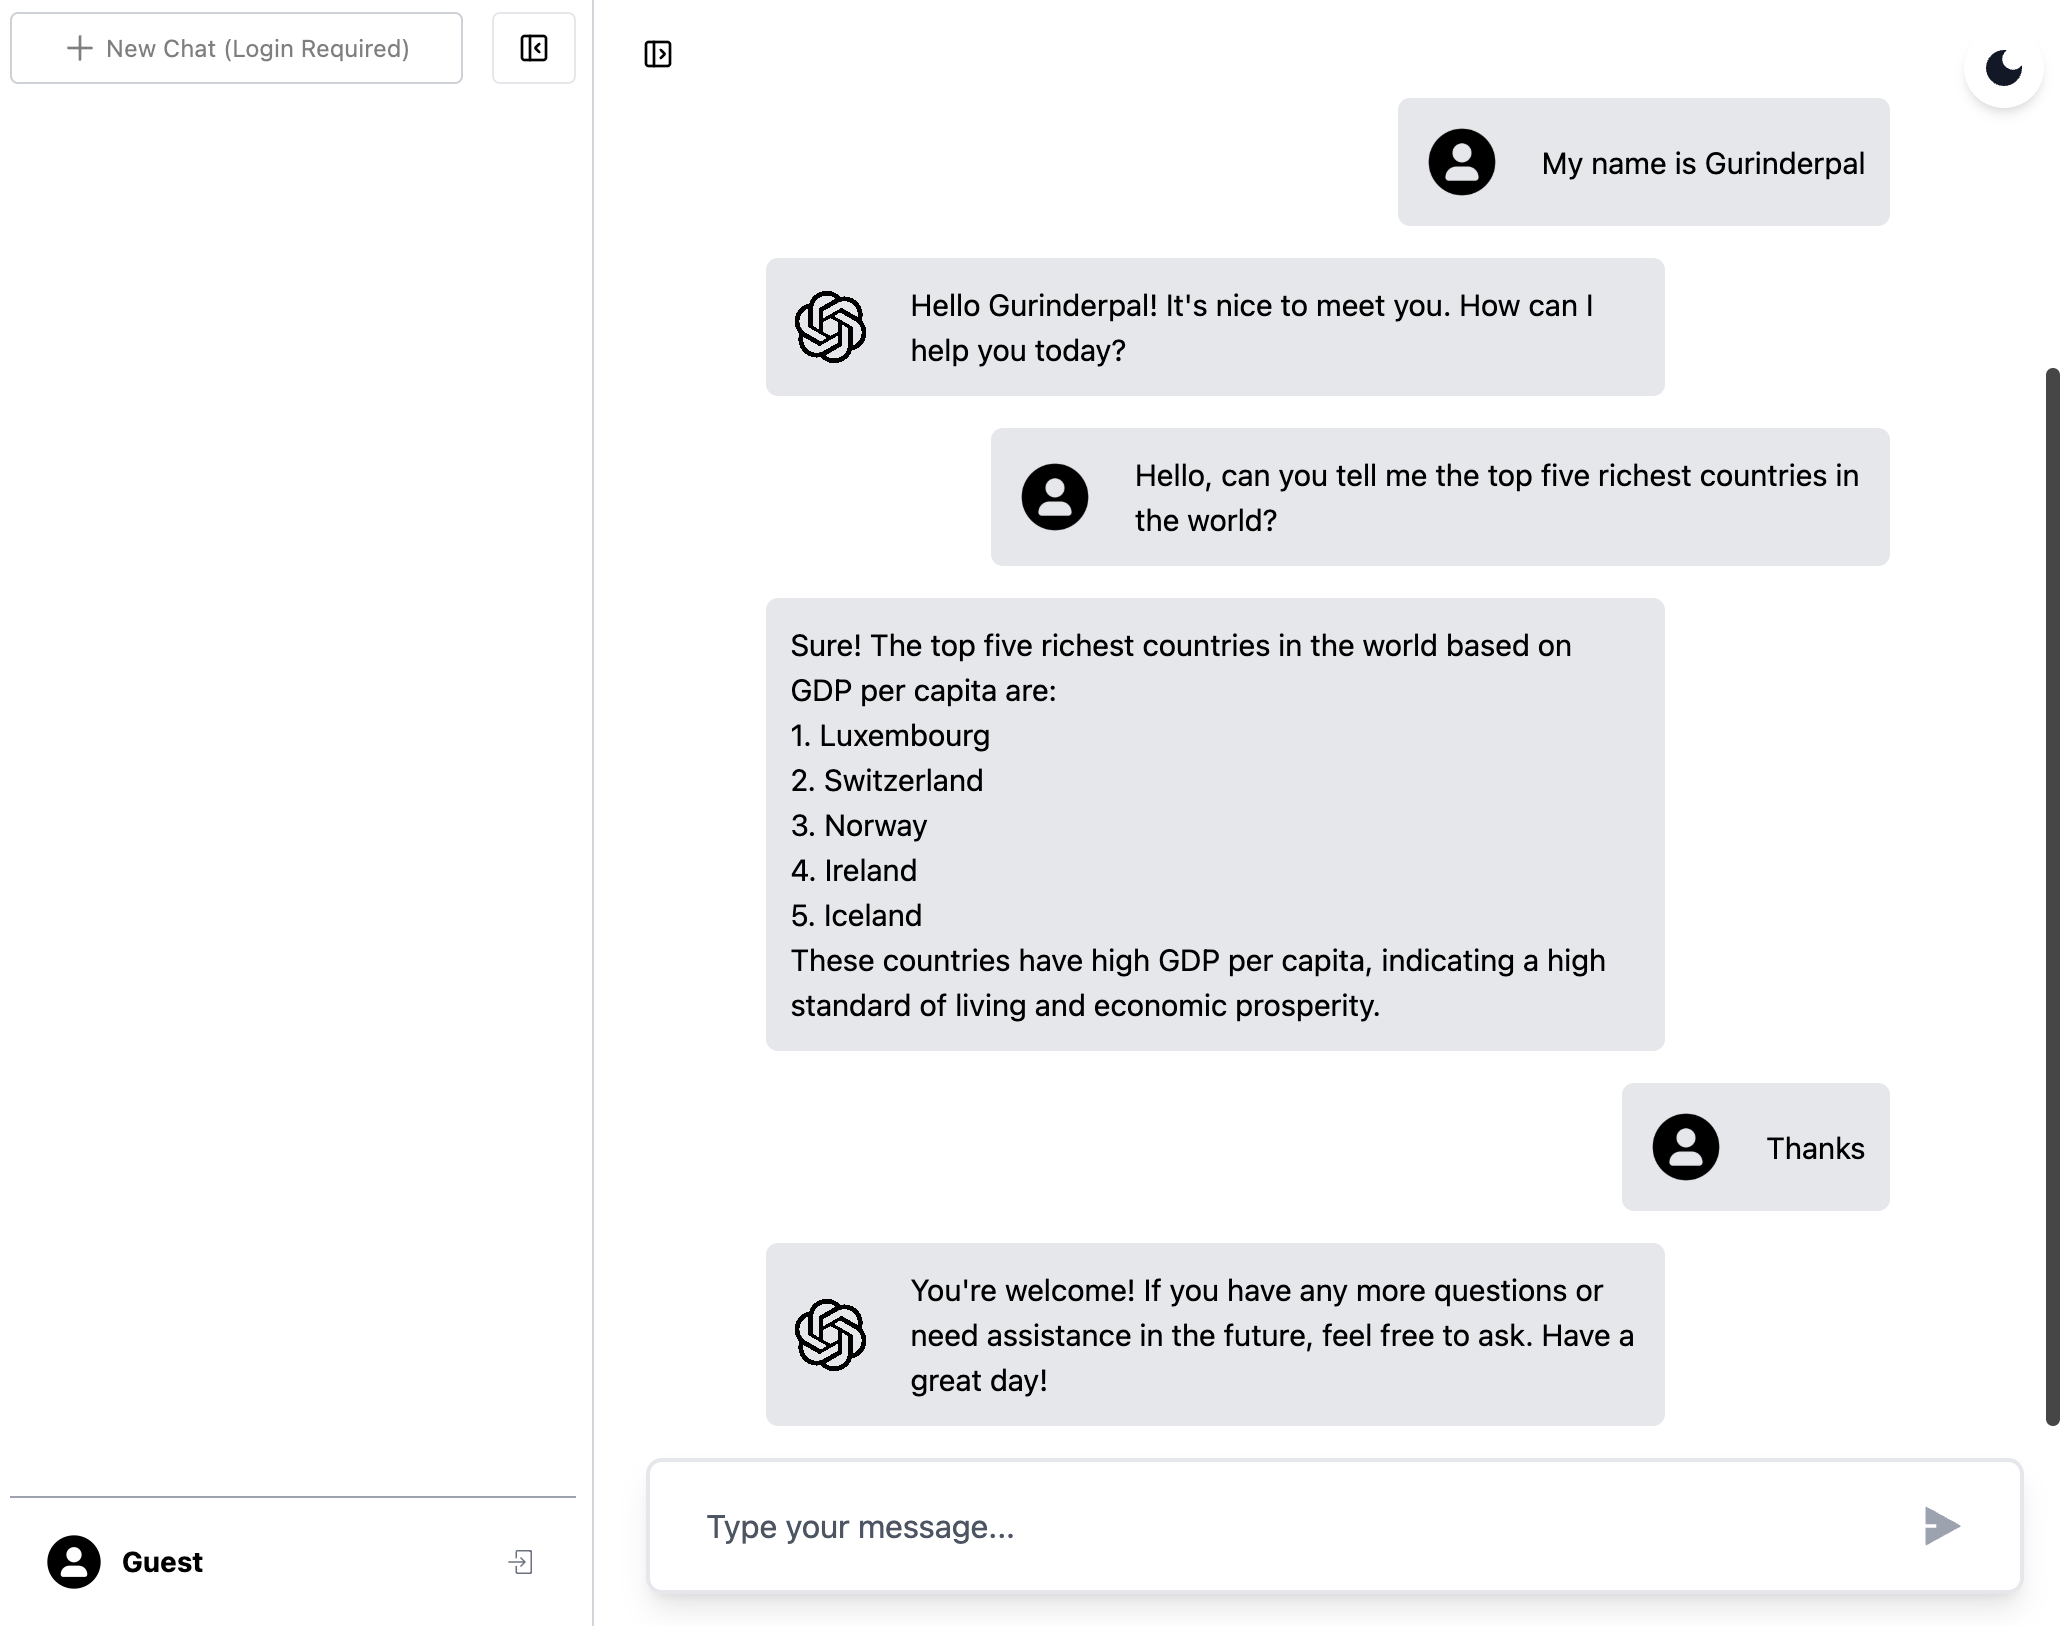 New Chat (Login Required)
My name is Gurinderpal
Hello Gurinderpal! It's nice to meet you. How can I
help you today?
Hello, can you tell me the top five richest countries in
the world?
Sure! The top five richest countries in the world based on
GDP per capita are:
1. Luxembourg
2. Switzerland
3. Norway
4. Ireland
5. Iceland
These countries have high GDP per capita, indicating a high
standard of living and economic prosperity.
Thanks
You're welcome! If you have any more questions or
need assistance in the future, feel free to ask. Have a
great day!
Type your message...
Guest